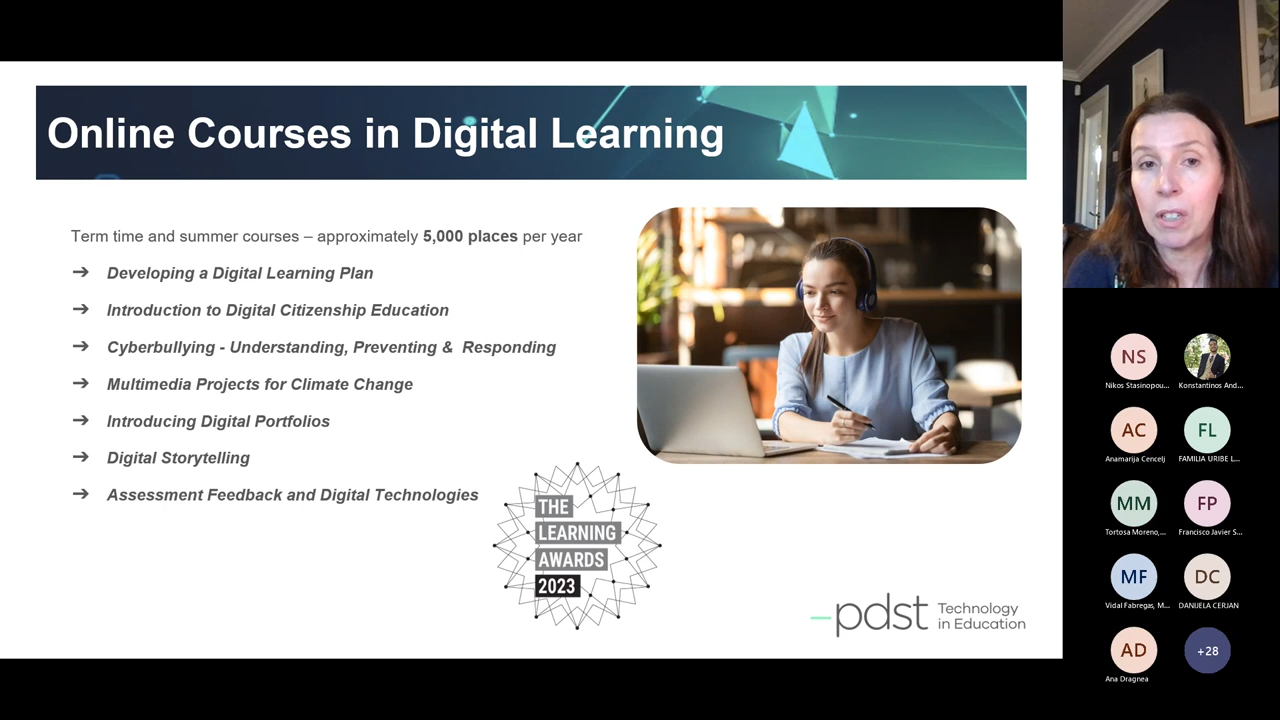 Online Courses in Digital Learning
Term time and summer courses – approximately 5,000 places per year
➔ Developing a Digital Learning Plan
➔ Introduction to Digital Citizenship Education
➔ Cyberbullying - Understanding, Preventing & Responding
➔ Multimedia Projects for Climate Change
➔ Introducing Digital Portfolios
➔ Digital Storytelling
➔ Assessment Feedback and Digital Technologies
THE
LEARNING
AWARDS
2023
pdst
Technology
in Education
NS
Nikos Stasinopou...
Konstantinos And...
AC
Anamarija Cencelj
FL
FAMILIA URIBE L...
MM
Tortosa Moreno,...
FP
Francisco Javier S...
MF
Vidal Fabregas, M...
DC
DANIJELA CERJAN
AD
Ana Dragnea
+28